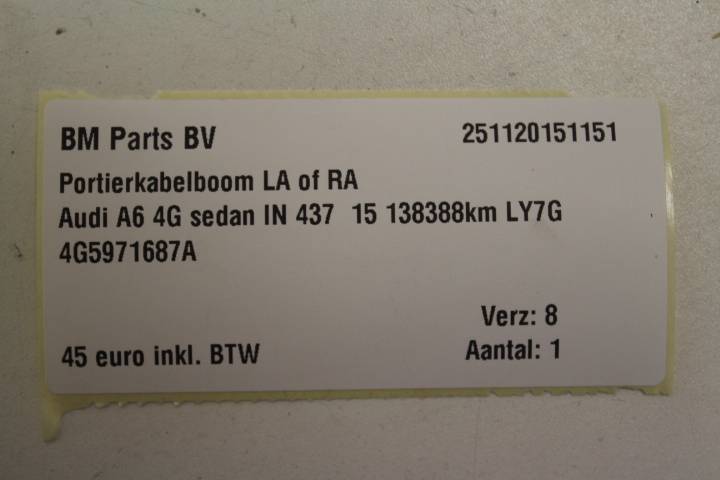 BM Parts BV 251120151151
Portierkabelboom LA of RA
Audi A6 4G sedan IN 437 15 138388km LY7G
4G5971687A
Verz: 8
45 euro inkl. BTW Aantal: 1